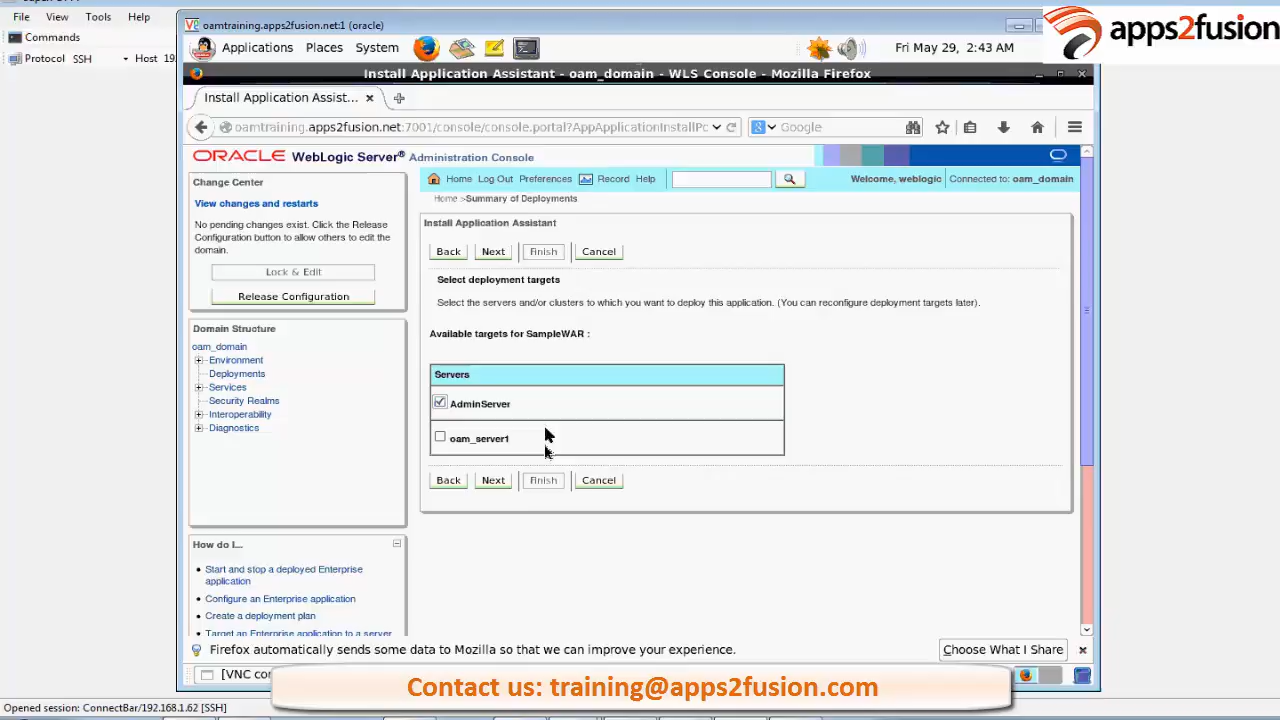 File View Tools Help
Commands
Protocol SSH Host 19
oamtraining.apps2fusion.net:1 (oracle)
apps2fusion
Applications Places System Fri May 29, 2:43 AM
Install Application Assistant - oam_domain - WLS Console - Mozilla Firefox
Install Application Assist...
oamtraining.apps2fusion.net:7001/console/console.portal?AppApplicationInstallPc
Google
ORACLE WebLogic Server® Administration Console
Change Center
View changes and restarts
No pending changes exist. Click the Release
Configuration button to allow others to edit the
domain.
Lock & Edit
Release Configuration
Domain Structure
oam_domain
Environment
Deployments
Services
Security Realms
Interoperability
Diagnostics
How do I...
Start and stop a deployed Enterprise
application
Configure an Enterprise application
Create a deployment plan
Target an Enterprise application to a server
Home Log Out Preferences Record Help
Welcome, weblogic Connected to: oam_domain
Home >Summary of Deployments
Install Application Assistant
Back Next Finish Cancel
Select deployment targets
Select the servers and/or clusters to which you want to deploy this application. (You can reconfigure deployment targets later).
Available targets for SampleWAR :
Servers
AdminServer
oam_server1
Back Next Finish Cancel
Firefox automatically sends some data to Mozilla so that we can improve your experience.
Choose What I Share
[VNC con
Contact us: training@apps2fusion.com
Opened session: ConnectBar/192.168.1.62 [SSH]